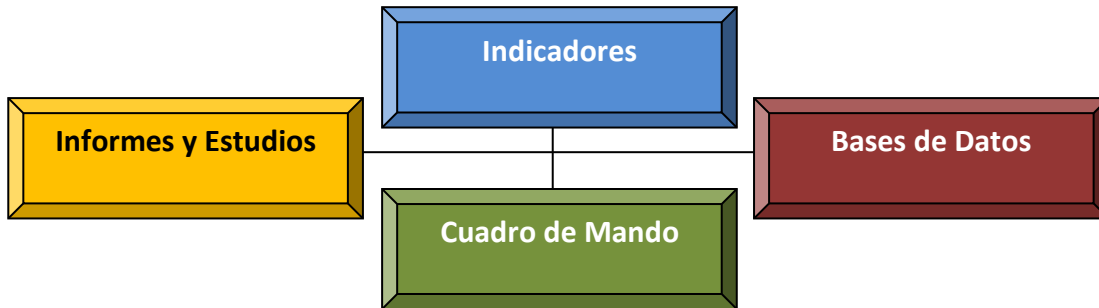 Indicadores
Informes y Estudios
Bases de Datos
Cuadro de Mando